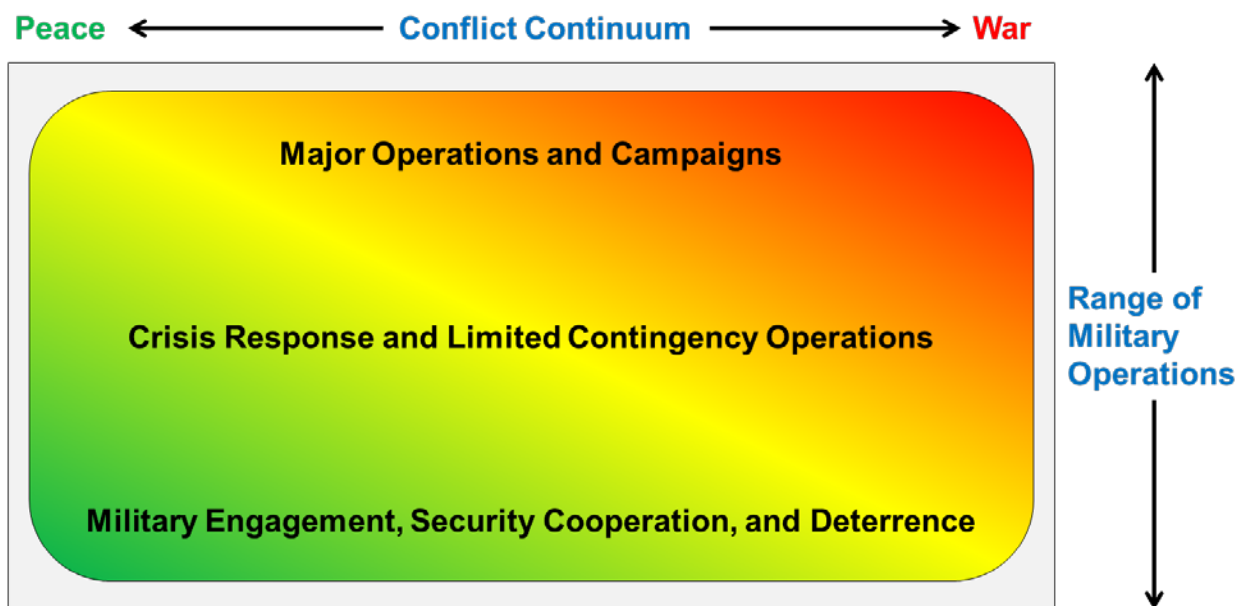 Peace
Conflict Continuum
War
Major Operations and Campaigns
Crisis Response and Limited Contingency Operations
Military Engagement, Security Cooperation, and Deterrence
Range of
Military
Operations